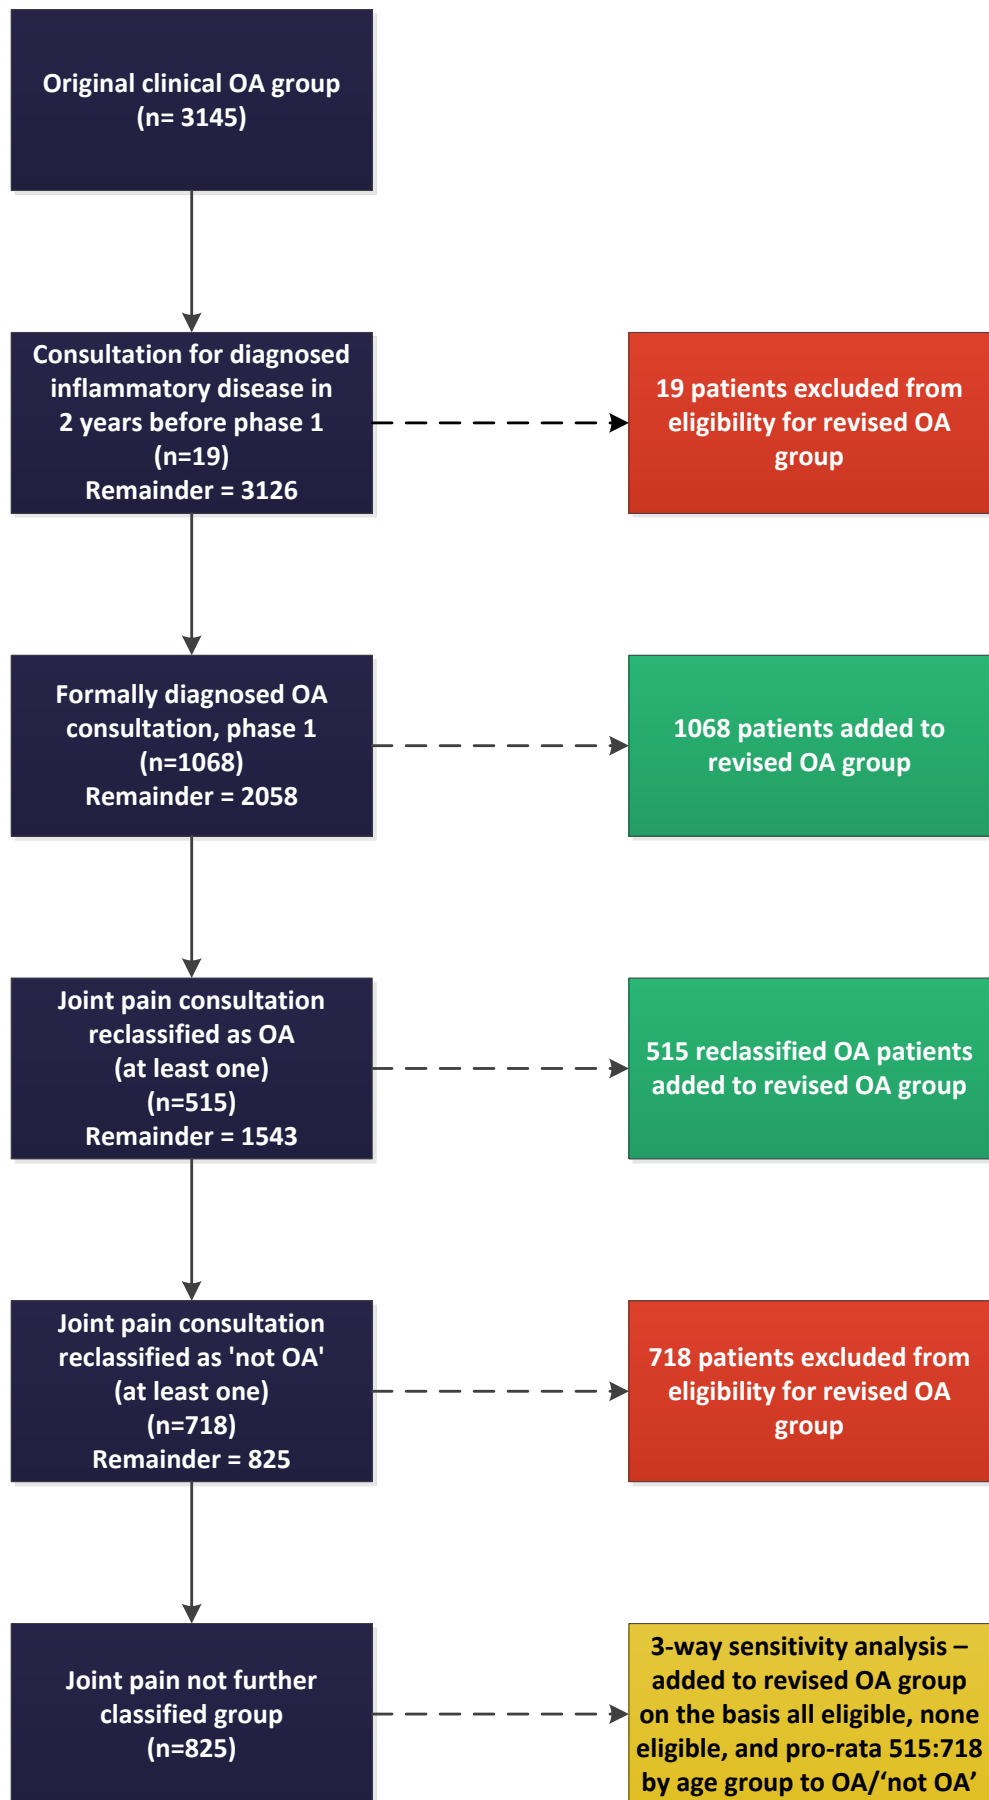 Original clinical OA group
(n= 3145)
Consultation for diagnosed
inflammatory disease in
2 years before phase 1
(n=19)
Remainder = 3126
19 patients excluded from
eligibility for revised OA
group
Formally diagnosed OA
consultation, phase 1
(n=1068)
Remainder = 2058
1068 patients added to
revised OA group
Joint pain consultation
reclassified as OA
(at least one)
(n=515)
Remainder = 1543
515 reclassified OA patients
added to revised OA group
Joint pain consultation
reclassified as 'not OA'
(at least one)
(n=718)
Remainder = 825
718 patients excluded from
eligibility for revised OA
group
Joint pain not further
classified group
(n=825)
3-way sensitivity analysis –
added to revised OA group
on the basis all eligible, none
eligible, and pro-rata 515:718
by age group to OA/‘not OA’